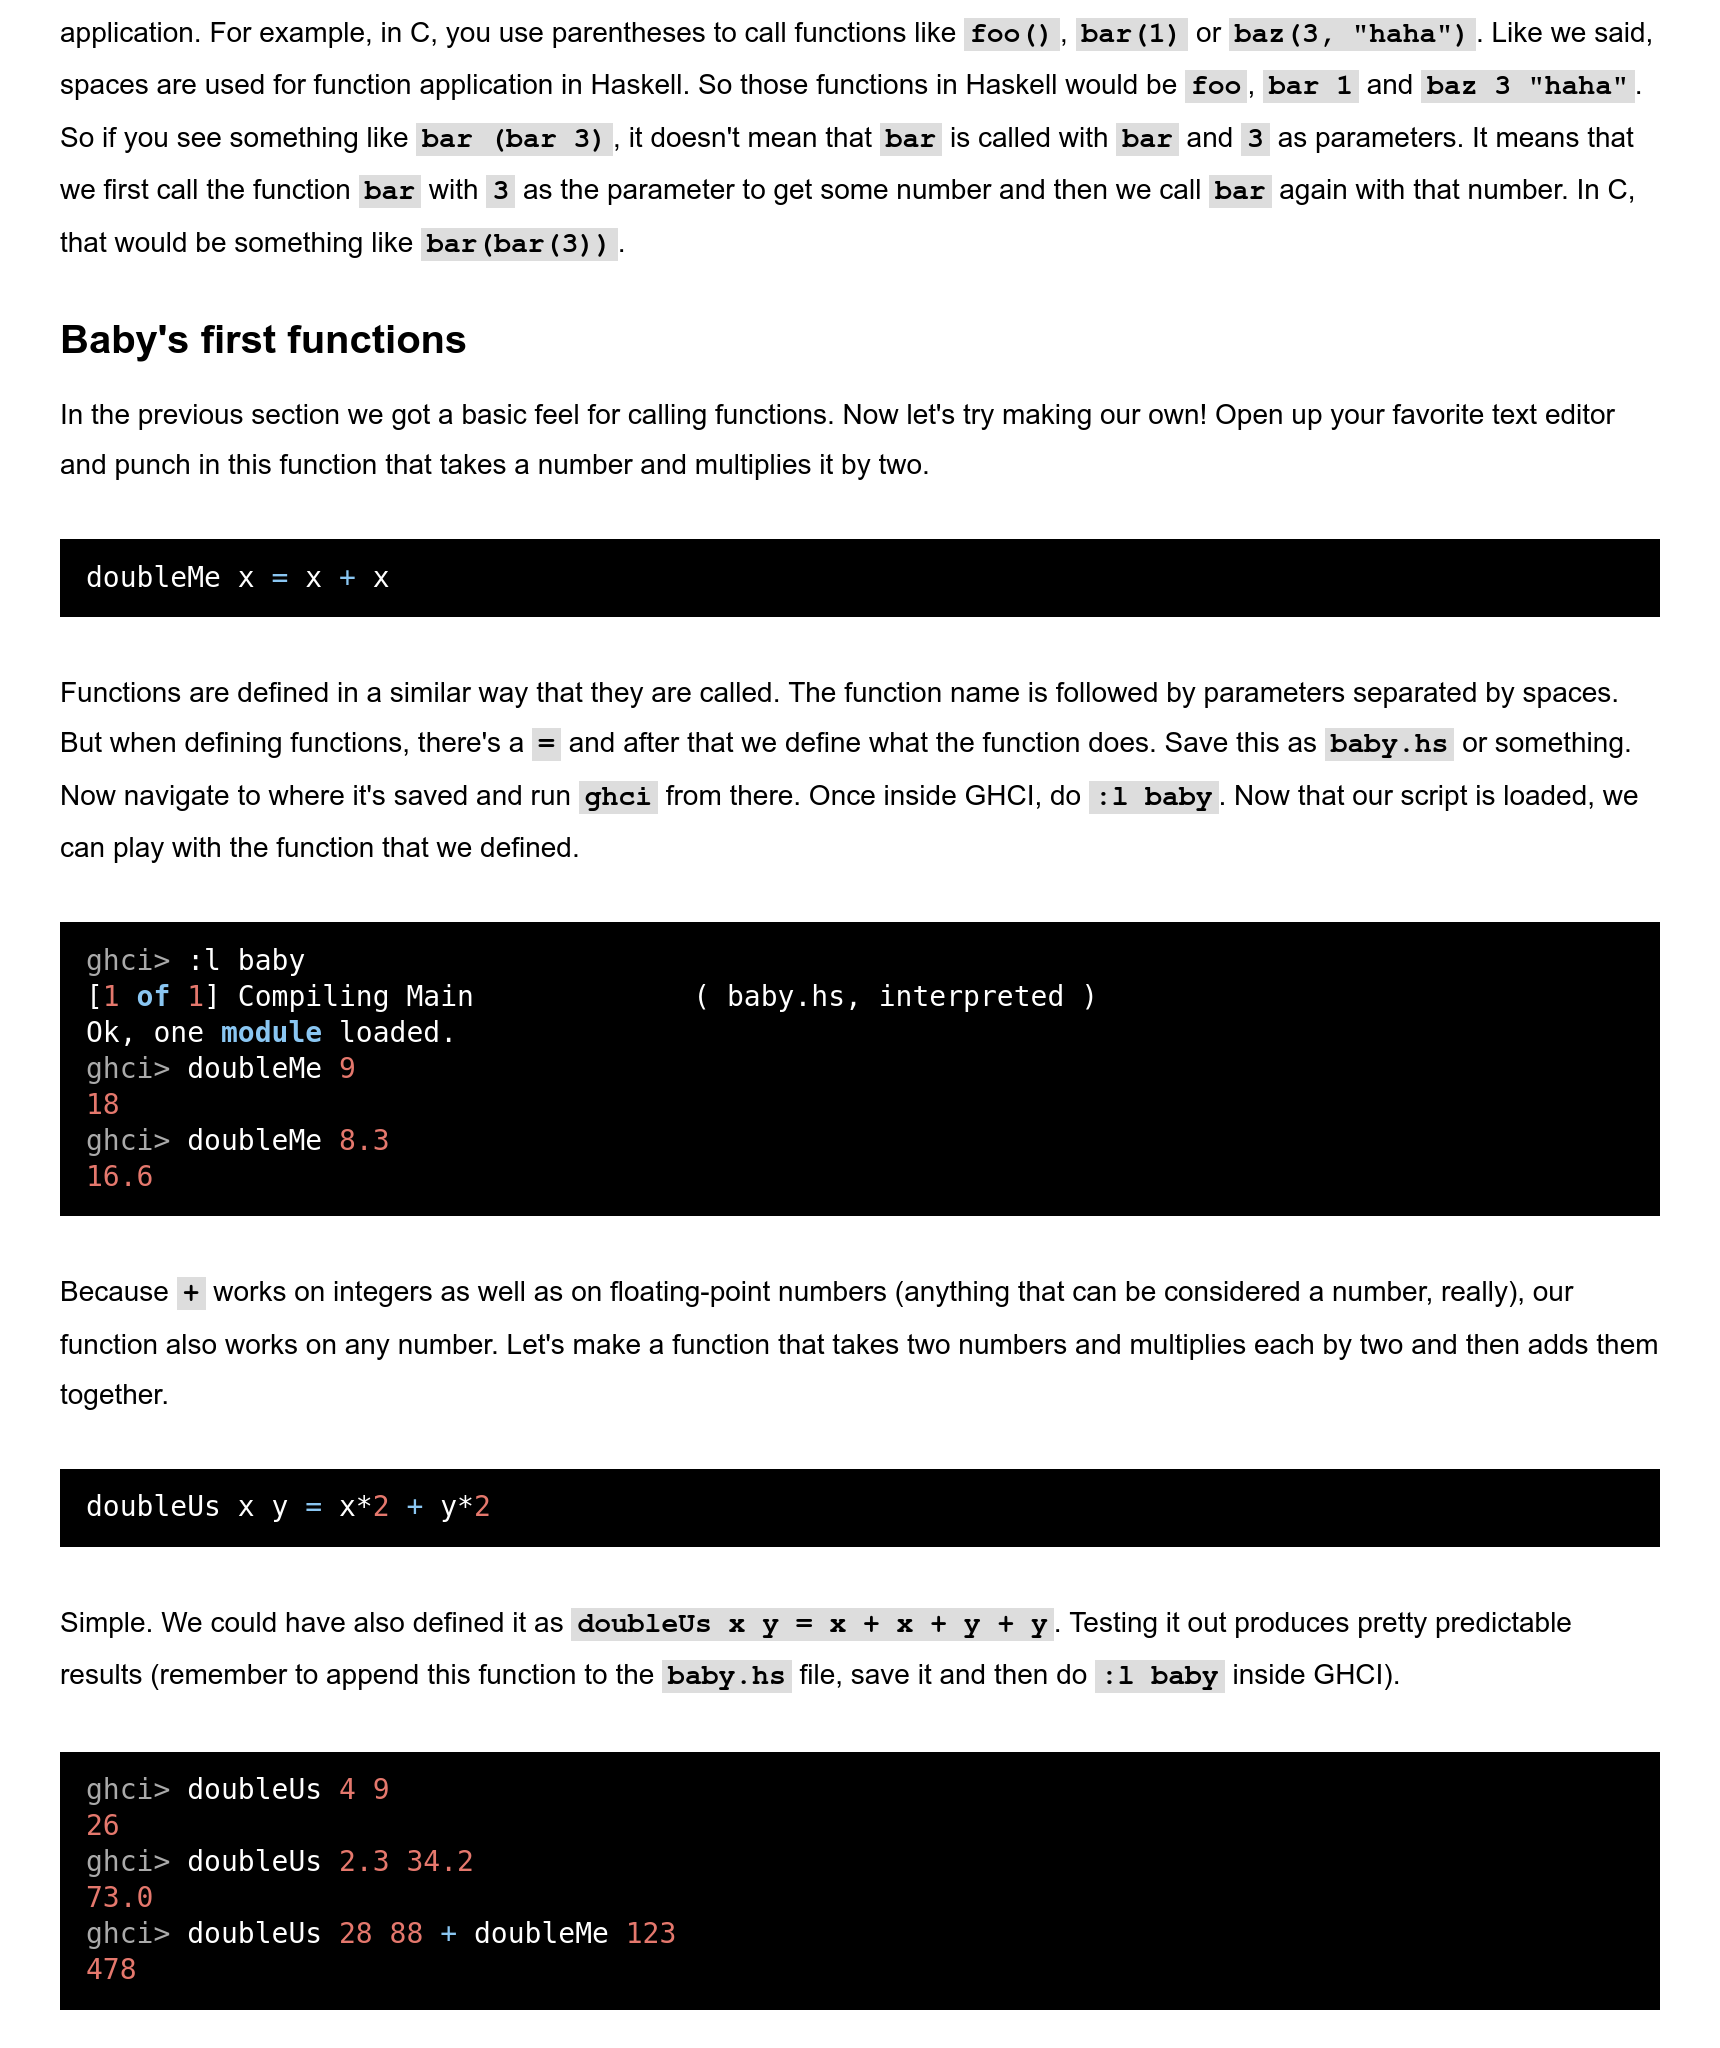 application. For example, in C, you use parentheses to call functions like foo(), bar(1) or baz(3, "haha"). Like we said,
spaces are used for function application in Haskell. So those functions in Haskell would be foo, bar 1 and baz 3 "haha".
So if you see something like bar (bar 3), it doesn't mean that bar is called with bar and 3 as parameters. It means that
we first call the function bar with 3 as the parameter to get some number and then we call bar again with that number. In C,
that would be something like bar(bar(3)).
Baby's first functions
In the previous section we got a basic feel for calling functions. Now let's try making our own! Open up your favorite text editor
and punch in this function that takes a number and multiplies it by two.
doubleMe x = x + x
Functions are defined in a similar way that they are called. The function name is followed by parameters separated by spaces.
But when defining functions, there's a = and after that we define what the function does. Save this as baby.hs or something.
Now navigate to where it's saved and run ghci from there. Once inside GHCI, do :l baby. Now that our script is loaded, we
can play with the function that we defined.
ghci> :l baby
[1 of 1] Compiling Main             ( baby.hs, interpreted )
Ok, one module loaded.
ghci> doubleMe 9
18
ghci> doubleMe 8.3
16.6
Because + works on integers as well as on floating-point numbers (anything that can be considered a number, really), our
function also works on any number. Let's make a function that takes two numbers and multiplies each by two and then adds them
together.
doubleUs x y = x*2 + y*2
Simple. We could have also defined it as doubleUs x y = x + x + y + y. Testing it out produces pretty predictable
results (remember to append this function to the baby.hs file, save it and then do :l baby inside GHCI).
ghci> doubleUs 4 9
26
ghci> doubleUs 2.3 34.2
73.0
ghci> doubleUs 28 88 + doubleMe 123
478